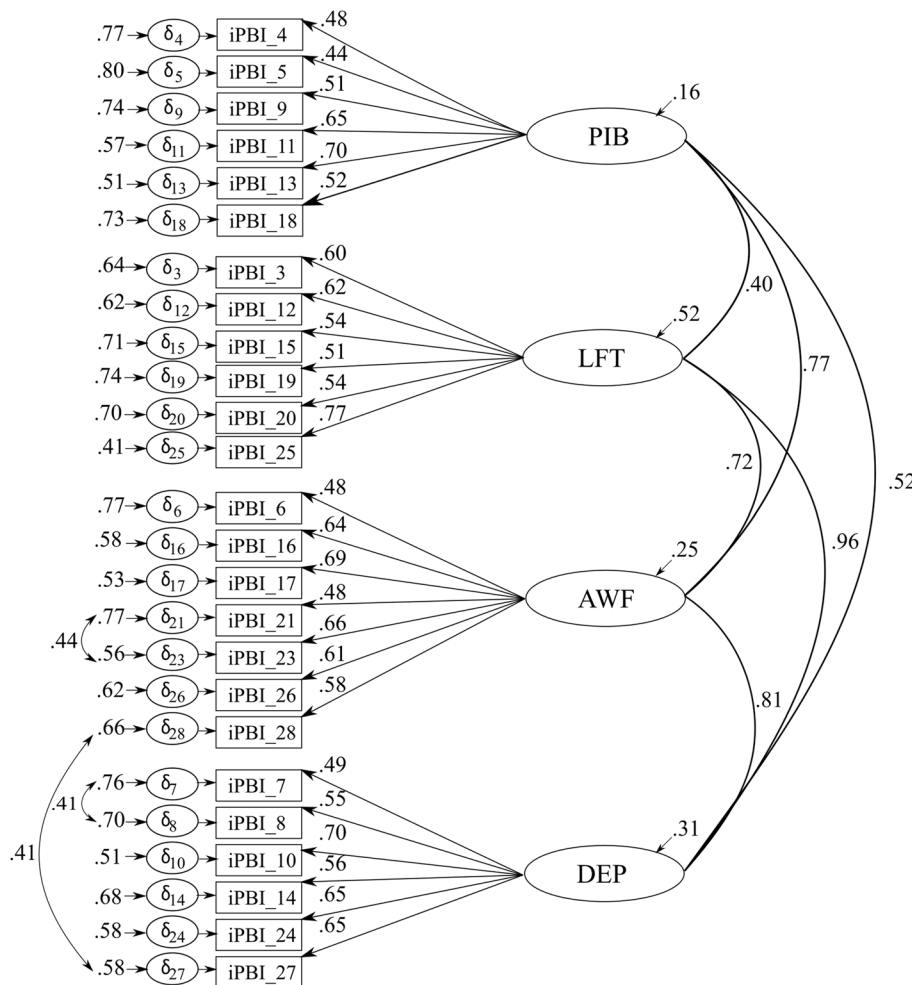 .77 δ4 iPBI_4 .48
.80 δ5 iPBI_5 .44
.74 δ9 iPBI_9 .51
.57 δ11 iPBI_11 .65
.51 δ13 iPBI_13 .70
.73 δ18 iPBI_18 .52
PIB .16
.64 δ3 iPBI_3 .60
.62 δ12 iPBI_12 .62
.71 δ15 iPBI_15 .54
.74 δ19 iPBI_19 .51
.70 δ20 iPBI_20 .54
.41 δ25 iPBI_25 .77
LFT .52
.40
.77
.72
.52
.96
.77 δ6 iPBI_6 .48
.58 δ16 iPBI_16 .64
.53 δ17 iPBI_17 .69
.77 δ21 iPBI_21 .48
.44
.56 δ23 iPBI_23 .66
.62 δ26 iPBI_26 .61
.66 δ28 iPBI_28 .58
AWF .25
.81
.76 δ7 iPBI_7 .49
.41
.70 δ8 iPBI_8 .55
.41
.51 δ10 iPBI_10 .70
.68 δ14 iPBI_14 .56
.58 δ24 iPBI_24 .65
.58 δ27 iPBI_27 .65
DEP .31